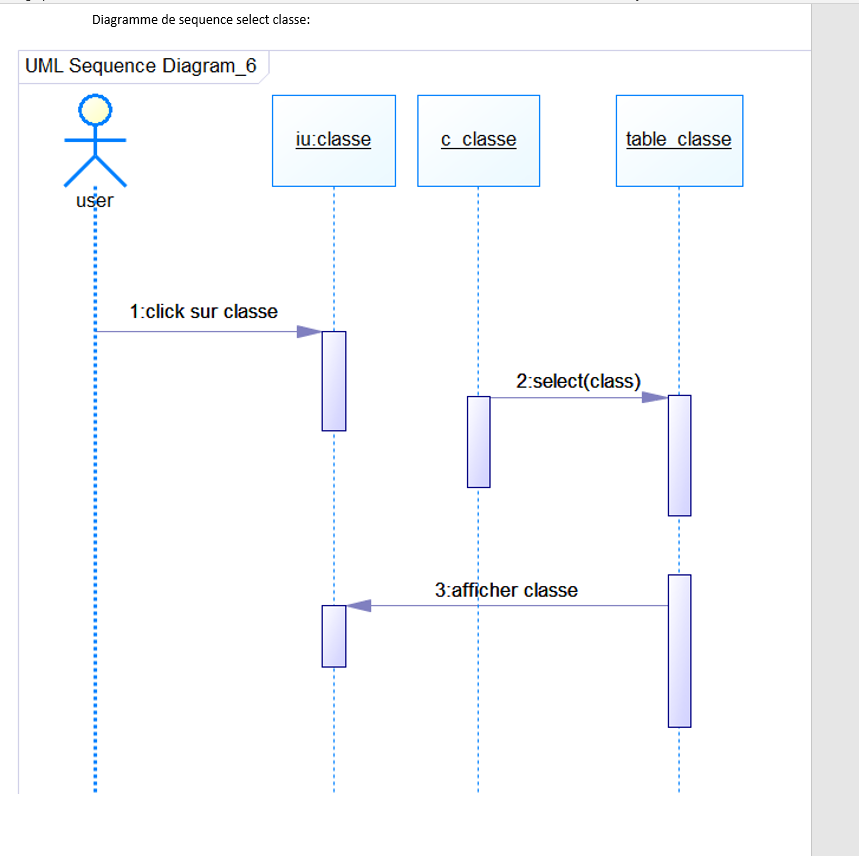 Diagramme de sequence select classe:
UML Sequence Diagram_6
iu:classe
c_classe
table_classe
user
1:click sur classe
2:select(class)
3:afficher classe